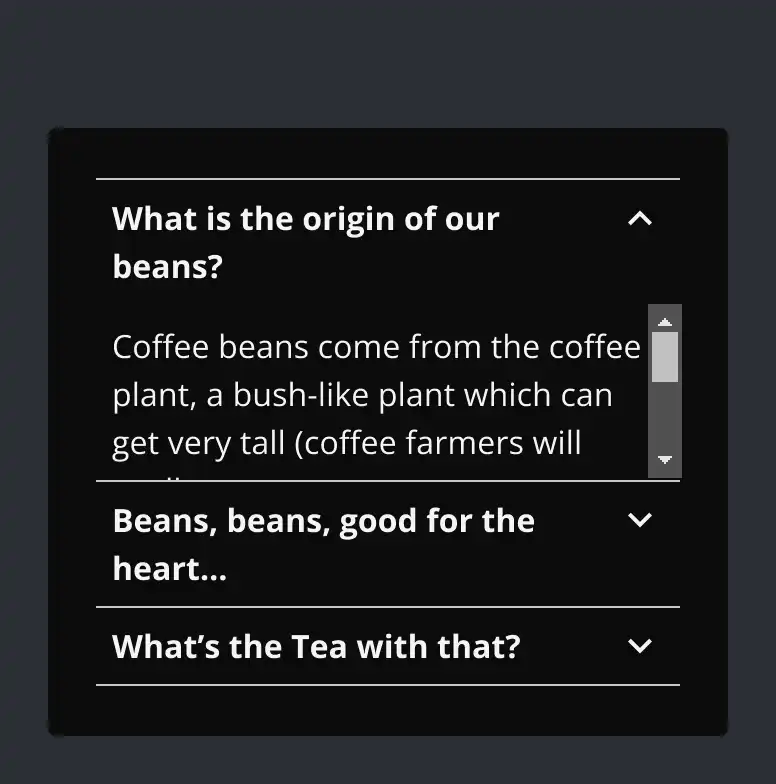 What is the origin of our
beans?
Coffee beans come from the coffee
plant, a bush-like plant which can
get very tall (coffee farmers will
Beans, beans, good for the
heart...
What’s the Tea with that?